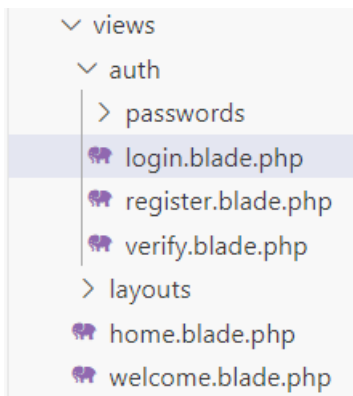 views
auth
passwords
login.blade.php
register.blade.php
verify.blade.php
layouts
home.blade.php
welcome.blade.php